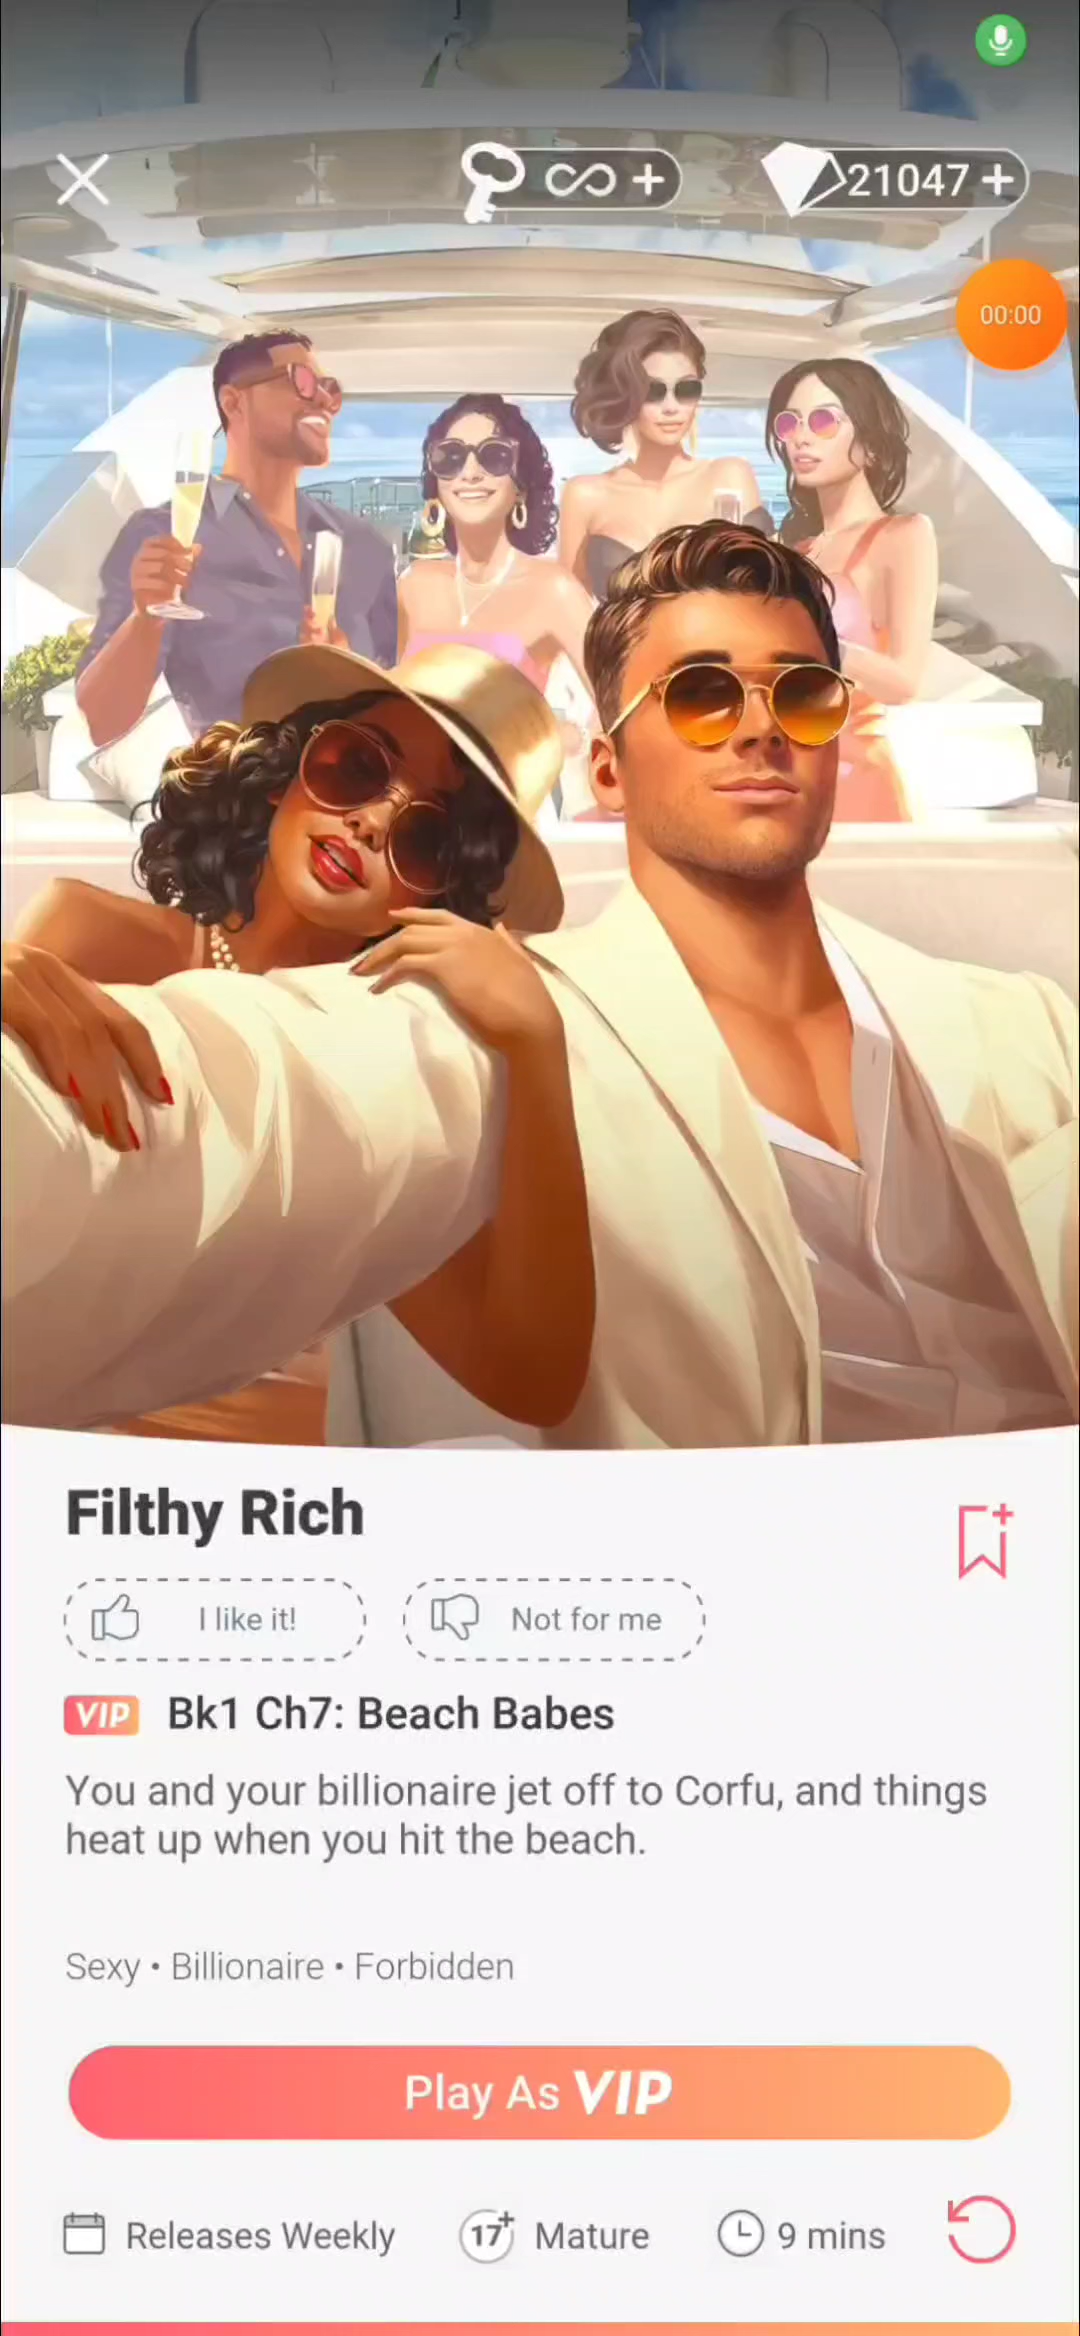 21047
00:00
Filthy Rich
I like it!
Not for me
VIP Bk1 Ch7: Beach Babes
You and your billionaire jet off to Corfu, and things
heat up when you hit the beach.
Sexy • Billionaire • Forbidden
Play As VIP
Releases Weekly
17+ Mature
9 mins